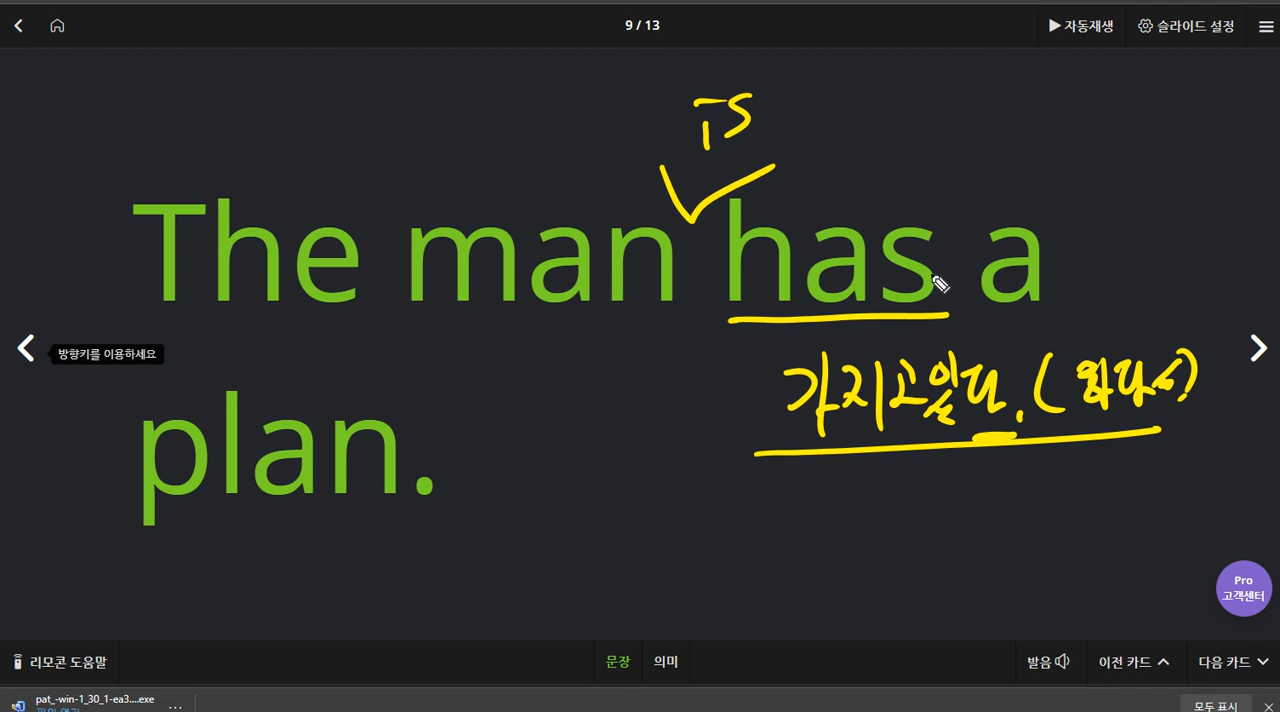 9 / 13
자동재생
슬라이드 설정
is
The man has a
방향키를 이용하세요
가지고있다.
plan.
Pro
고객센터
리모콘 도움말
문장
의미
발음
이전 카드
다음 카드
pat_-win-1_30_1-ea3....exe
...
모두 표시